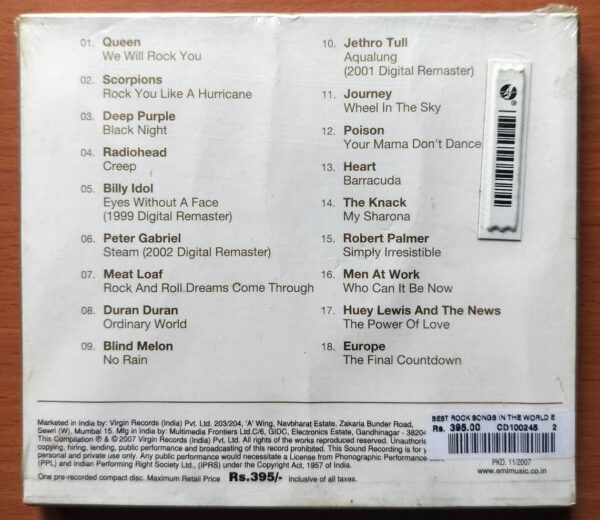 01. Queen
We Will Rock You
02. Scorpions
Rock You Like A Hurricane
03. Deep Purple
Black Night
04. Radiohead
Creep
05. Billy Idol
Eyes Without A Face
(1999 Digital Remaster)
06. Peter Gabriel
Steam (2002 Digital Remaster)
07. Meat Loaf
Rock And Roll Dreams Come Through
08. Duran Duran
Ordinary World
09. Blind Melon
No Rain
10. Jethro Tull
Aqualung
(2001 Digital Remaster)
11. Journey
Wheel In The Sky
12. Poison
Your Mama Don't Dance
13. Heart
Barracuda
14. The Knack
My Sharona
15. Robert Palmer
Simply Irresistible
16. Men At Work
Who Can It Be Now
17. Huey Lewis And The News
The Power Of Love
18. Europe
The Final Countdown
Marketed in India by: Virgin Records (India) Pvt. Ltd. 203/204, 'A' Wing, Navbharat Estate, Zakaria Bunder Road,
Sewri (W), Mumbai 15. Mfg in India by: Multimedia Frontiers Ltd.C/6, GIDC, Electronics Estate, Gandhinagar - 38204
This Compilation ℗ & © 2007 Virgin Records (India) Pvt. Ltd. All rights of the works reproduced reserved. Unauthoris
copying, hiring, lending, public performance and broadcasting of this record prohibited. This Sound Recording is for y
personal and private use only. Any public performance would necessitate a License from Phonographic Performance
(PPL) and Indian Performing Right Society Ltd., (IPRS) under the Copyright Act, 1957 of India.
One pre-recorded compact disc. Maximum Retail Price Rs.395/- Inclusive of all taxes.
BEST ROCK SONGS IN THE WORLD E
Rs. 395.00 CD100245 2
PKD. 11/2007
www.emimusic.co.in